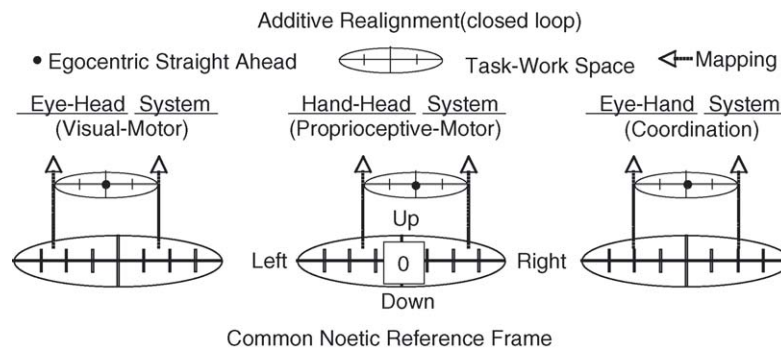 Additive Realignment(closed loop)
Egocentric Straight Ahead Task-Work Space Mapping
Eye-Head System Hand-Head System Eye-Hand System
(Visual-Motor) (Proprioceptive-Motor) (Coordination)
Up
Left 0 Right
Down
Common Noetic Reference Frame